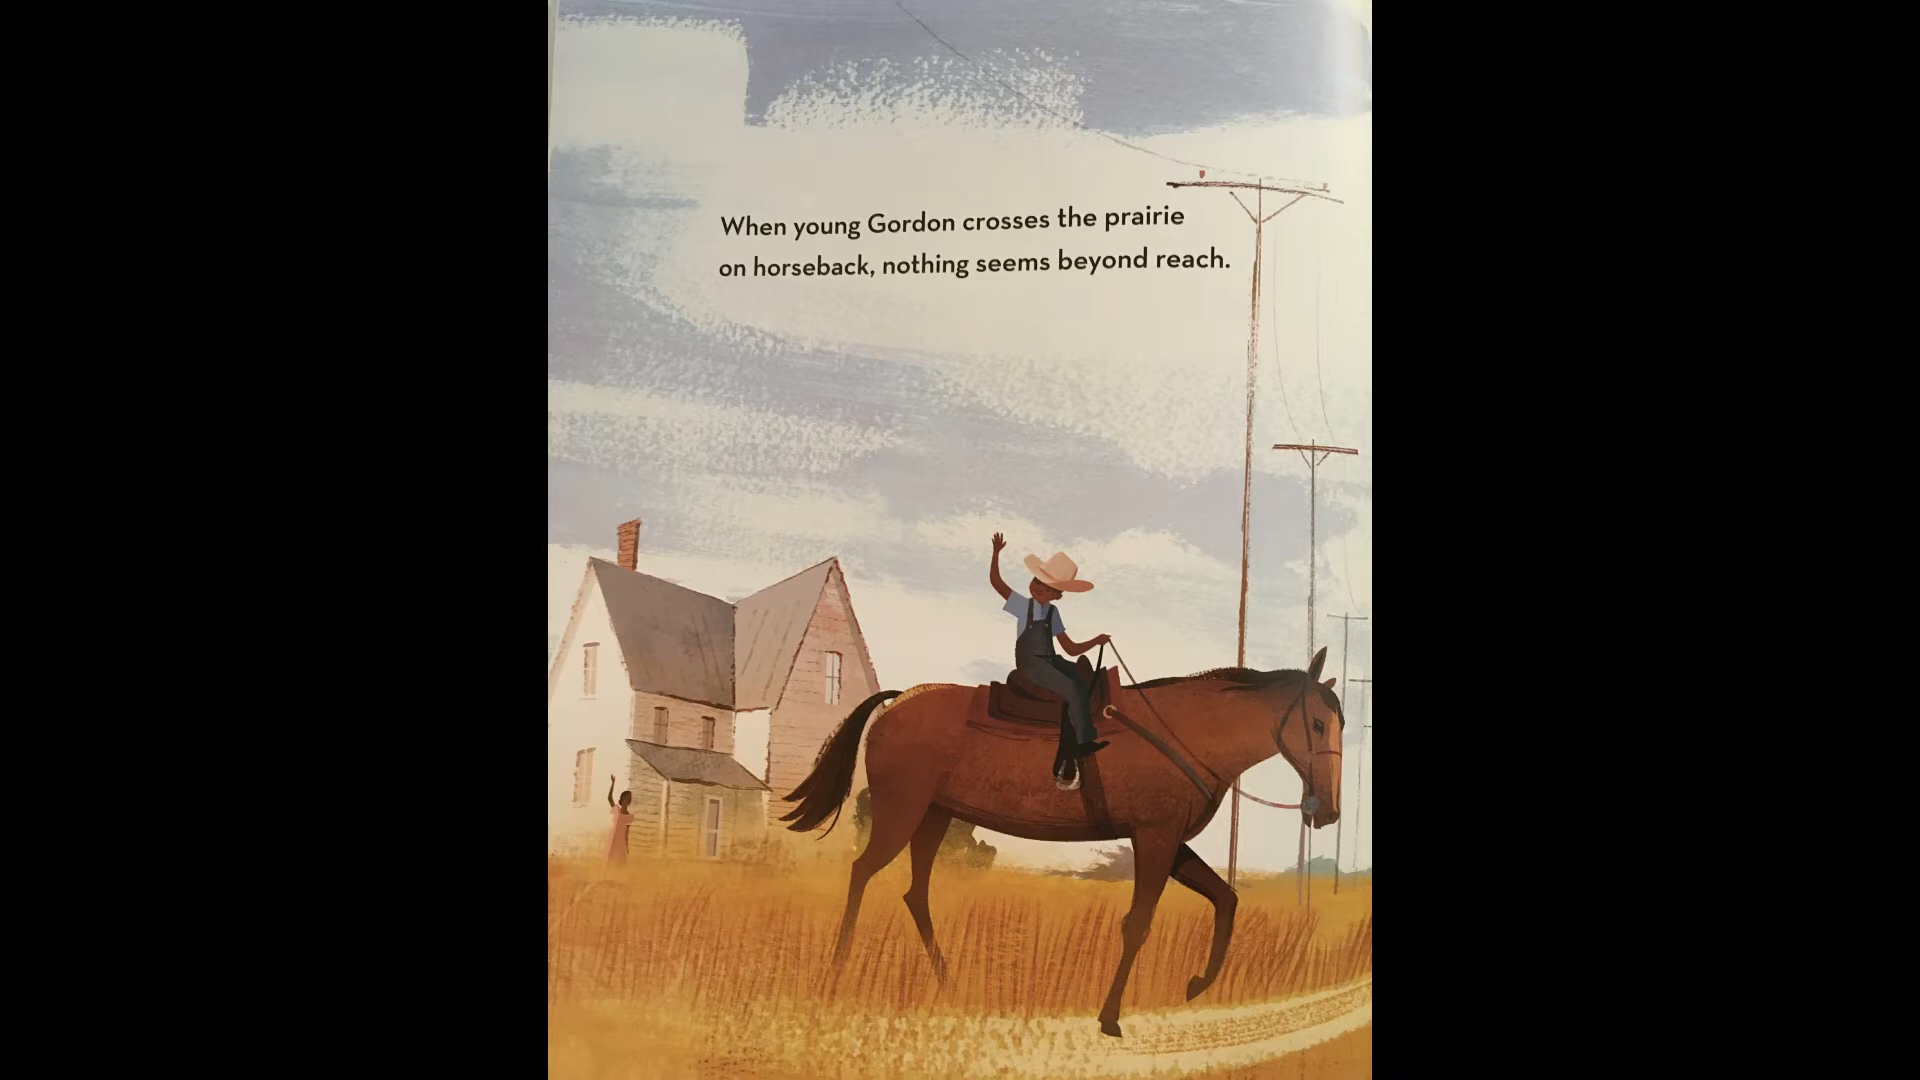 When young Gordon crosses the prairie
on horseback, nothing seems beyond reach.